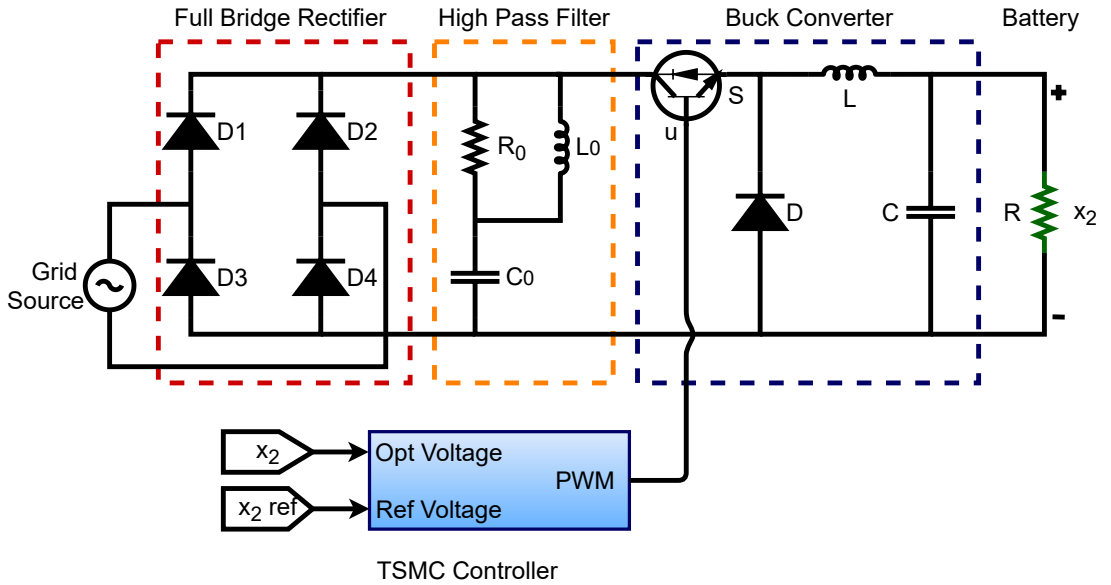 Full Bridge Rectifier
High Pass Filter
Buck Converter
Battery
D1
D2
R0
L0
S
u
L
+
D
C
R
x2
Grid
Source
D3
D4
C0
-
x2
Opt Voltage
PWM
x2 ref
Ref Voltage
TSMC Controller